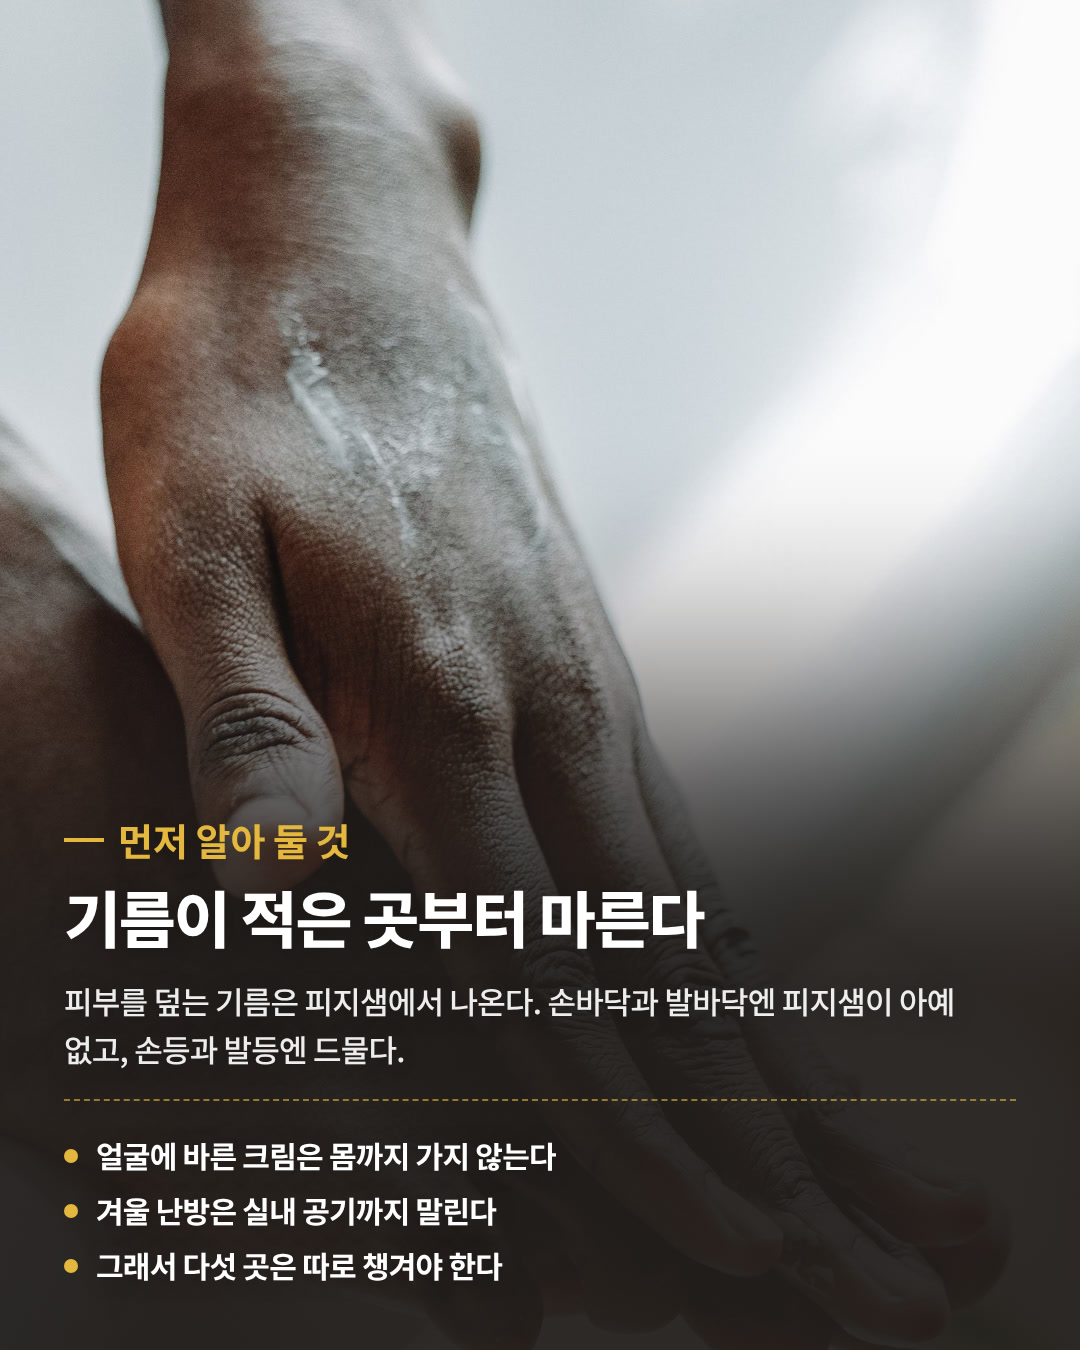 먼저 알아 둘 것
기름이 적은 곳부터 마른다
피부를 덮는 기름은 피지샘에서 나온다. 손바닥과 발바닥엔 피지샘이 아예
없고, 손등과 발등엔 드물다.
얼굴에 바른 크림은 몸까지 가지 않는다
겨울 난방은 실내 공기까지 말린다
그래서 다섯 곳은 따로 챙겨야 한다